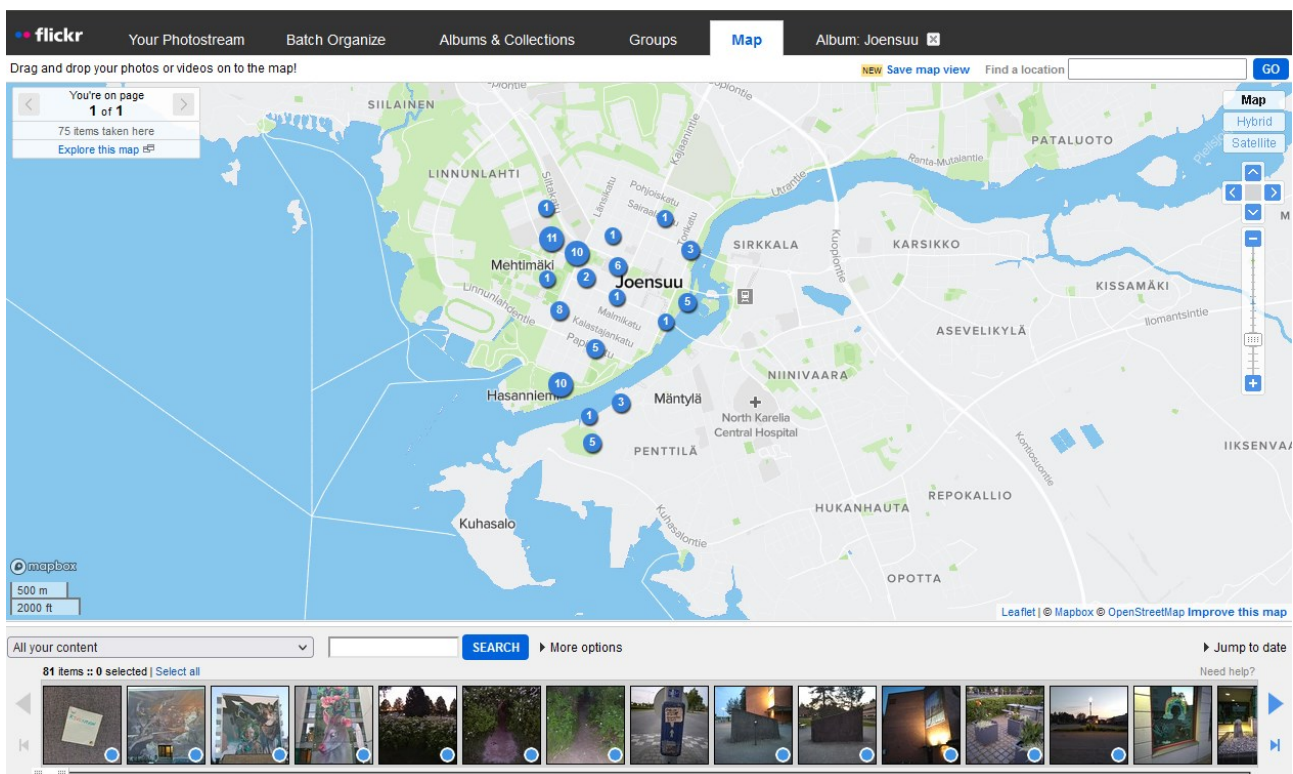 flickr
Your Photostream
Batch Organize
Albums & Collections
Groups
Map
Album: Joensuu
Drag and drop your photos or videos on to the map!
NEW Save map view
Find a location
GO
You're on page
1 of 1
75 items taken here
Explore this map
Map
Hybrid
Satellite
SIILAINEN
Kajaanintie
PATALUOTO
Ranta-Mutalantie
LINNUNLAHTI
Siltakatu
Länsikatu
Pohjoiskatu
Utrantie
1
1
11
10
1
Torikatu
3
SIRKKALA
Kuopiontie
KARSIKKO
Mehtimäki
1
2
6
Joensuu
KISSAMÄKI
Linnunlahdentie
8
1
Malmikatu
5
1
Ilomantsintie
Kalastajankatu
5
ASEVELIKYLÄ
NIINIVAARA
10
3
Mäntylä
1
North Karelia
Central Hospital
5
PENTTILÄ
Kontiosuontie
REPOKALLIO
HUKANHAUTA
Kuhasalo
Kuhasalontie
OPOTTA
mapbox
500 m
2000 ft
Leaflet | © Mapbox © OpenStreetMap Improve this map
All your content
SEARCH
More options
Jump to date
81 items :: 0 selected | Select all
Need help?